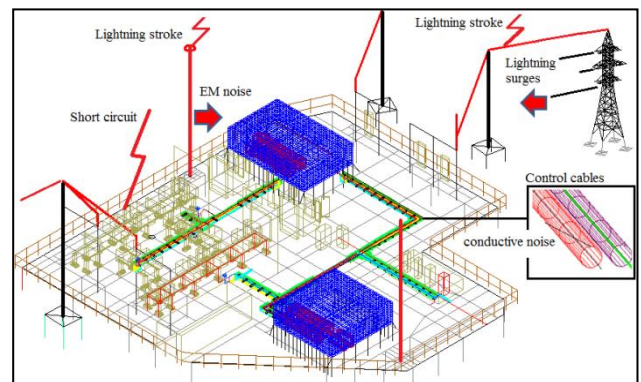 Lightning stroke
Lightning stroke
EM noise
Lightning
surges
Short circuit
Control cables
conductive noise